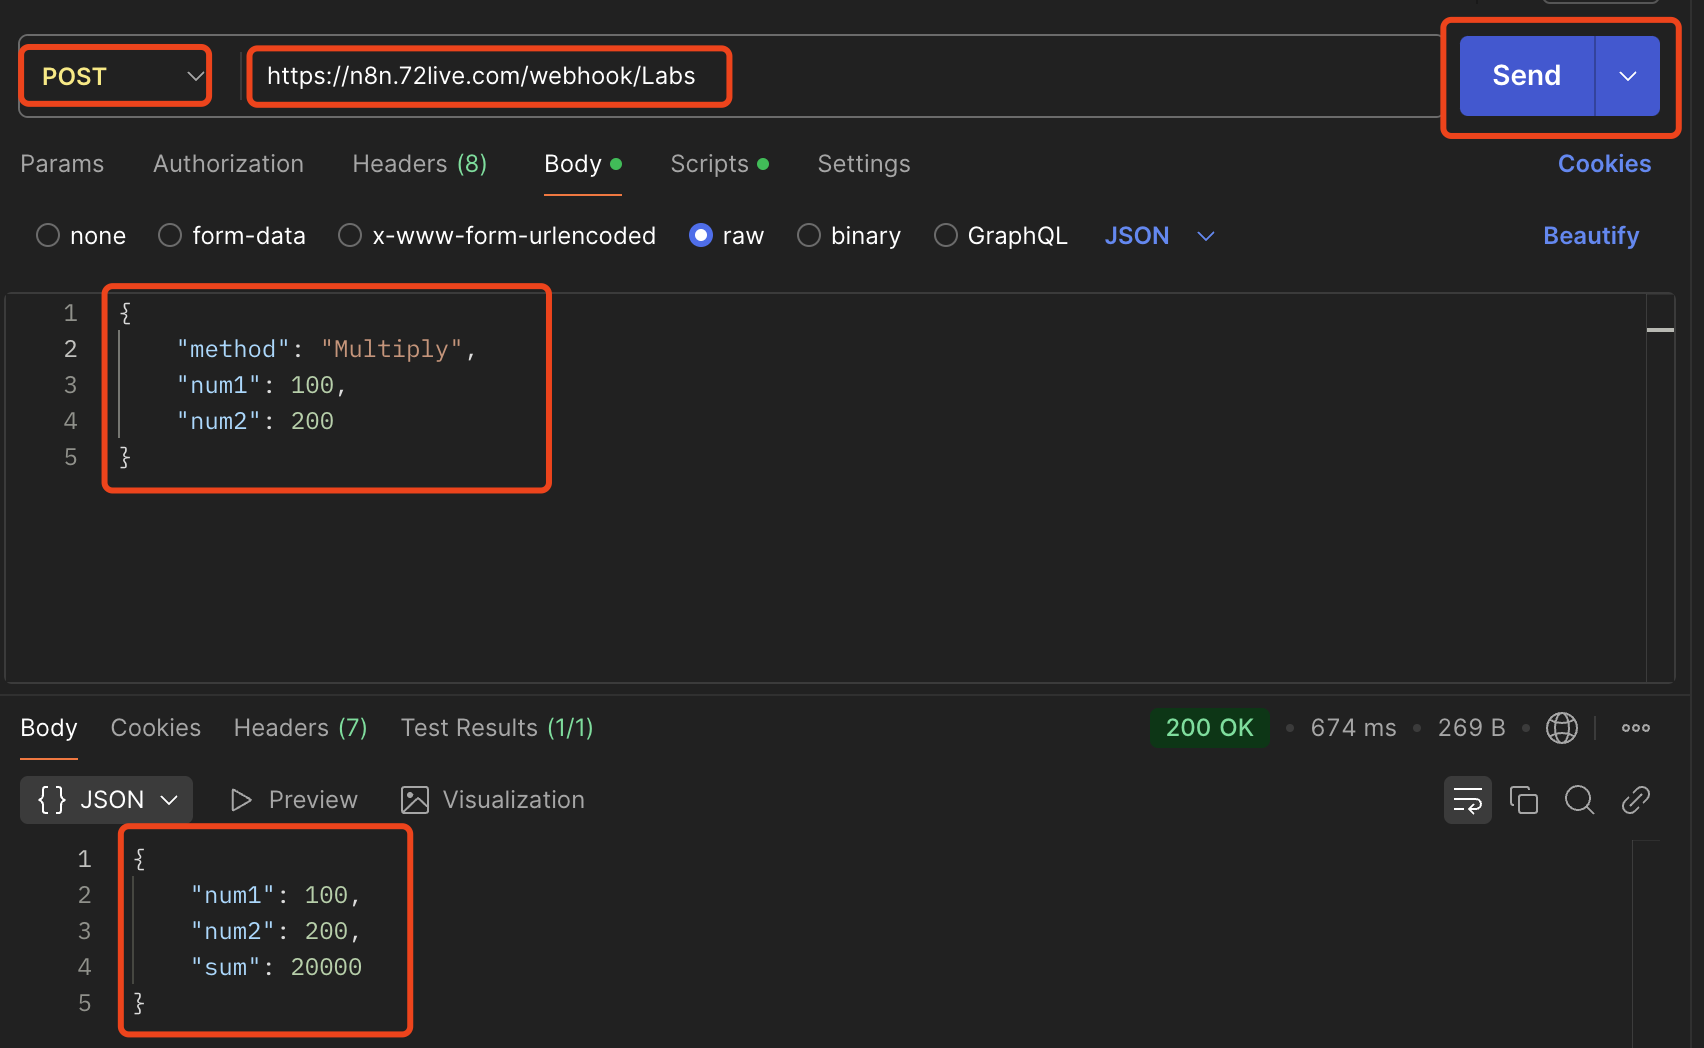 POST https://n8n.72live.com/webhook/Labs Send
Params Authorization Headers (8) Body Scripts Settings Cookies
none form-data x-www-form-urlencoded raw binary GraphQL JSON Beautify
1 {
2 "method": "Multiply",
3 "num1": 100,
4 "num2": 200
5 }
Body Cookies Headers (7) Test Results (1/1) 200 OK • 674 ms • 269 B •
{ } JSON Preview Visualization
1 {
2 "num1": 100,
3 "num2": 200,
4 "sum": 20000
5 }